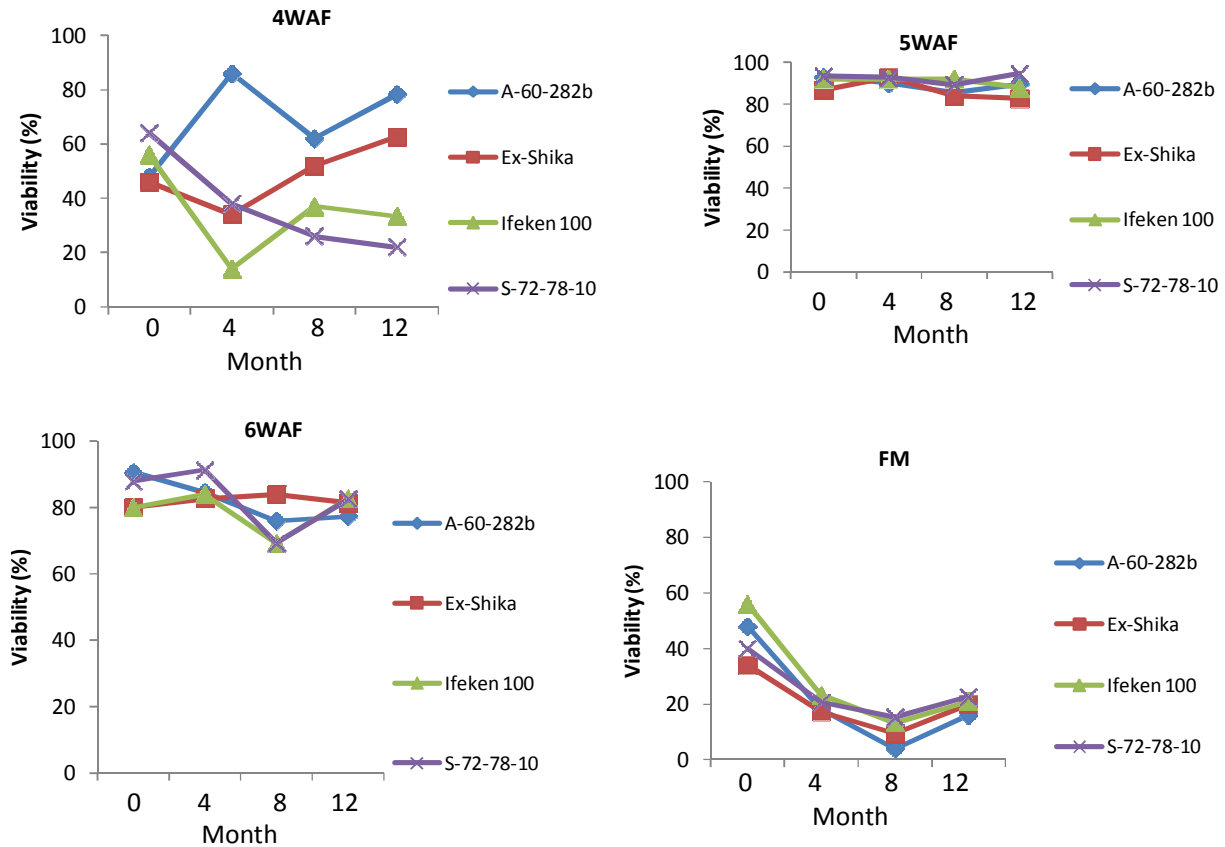 4WAF
100
80
60
40
20
0
Viability (%)
0 4 8 12
Month
A-60-282b
Ex-Shika
Ifeken 100
S-72-78-10
5WAF
100
80
60
40
20
0
Viability (%)
0 4 8 12
Month
A-60-282b
Ex-Shika
Ifeken 100
S-72-78-10
6WAF
100
80
60
40
20
0
Viability (%)
0 4 8 12
Month
A-60-282b
Ex-Shika
Ifeken 100
S-72-78-10
FM
100
80
60
40
20
0
Viability (%)
0 4 8 12
Month
A-60-282b
Ex-Shika
Ifeken 100
S-72-78-10